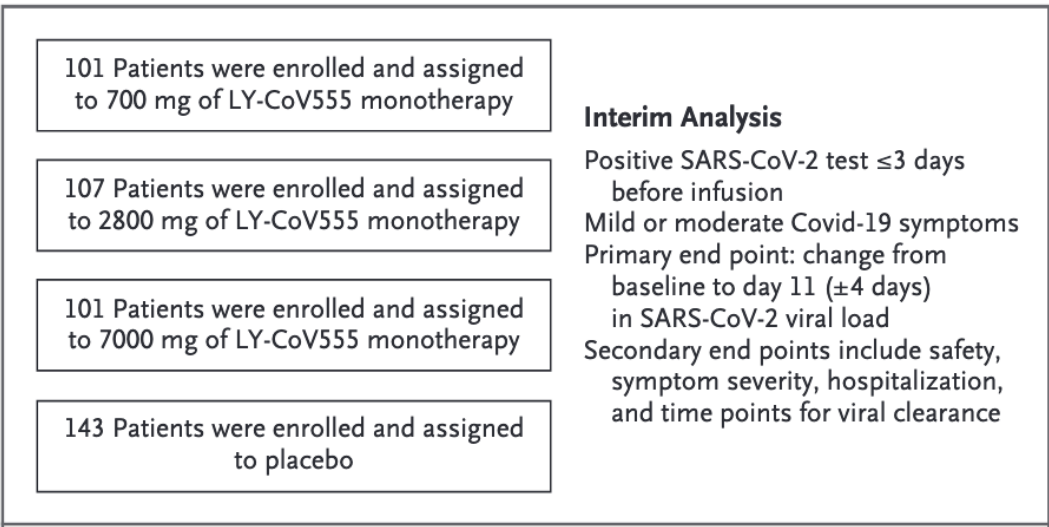 101 Patients were enrolled and assigned
to 700 mg of LY-CoV555 monotherapy
107 Patients were enrolled and assigned
to 2800 mg of LY-CoV555 monotherapy
101 Patients were enrolled and assigned
to 7000 mg of LY-CoV555 monotherapy
143 Patients were enrolled and assigned
to placebo
Interim Analysis
Positive SARS-CoV-2 test ≤3 days
before infusion
Mild or moderate Covid-19 symptoms
Primary end point: change from
baseline to day 11 (±4 days)
in SARS-CoV-2 viral load
Secondary end points include safety,
symptom severity, hospitalization,
and time points for viral clearance